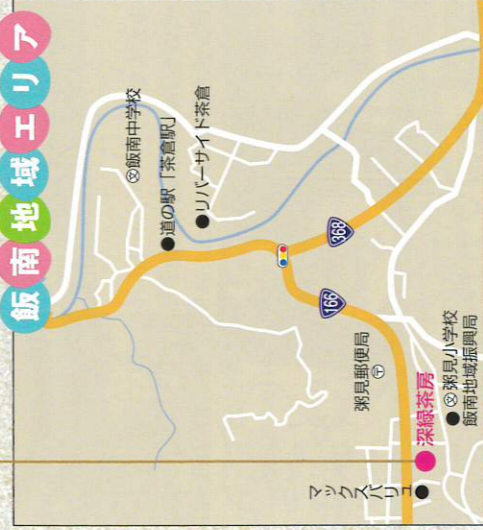 飯南地域エリア
㊫飯南中学校
●道の駅「茶倉駅」
●リバーサイド茶倉
368
166
粥見郵便局
〒
深緑茶房
マックスバリュ
●㊫粥見小学校
飯南地域振興局